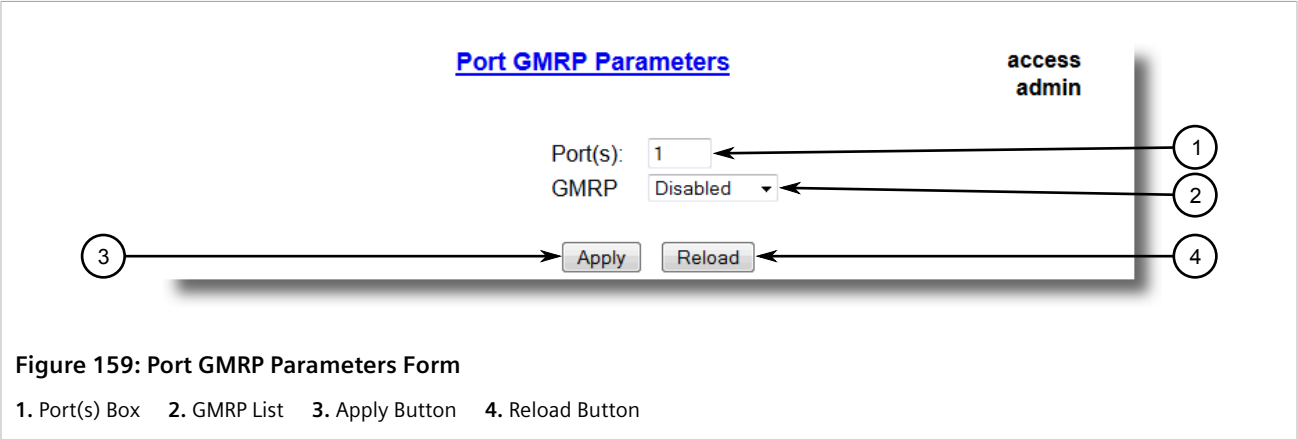 Port GMRP Parameters
access
admin
Port(s): 1
1
GMRP Disabled
2
3
Apply Reload
4
Figure 159: Port GMRP Parameters Form
1. Port(s) Box 2. GMRP List 3. Apply Button 4. Reload Button